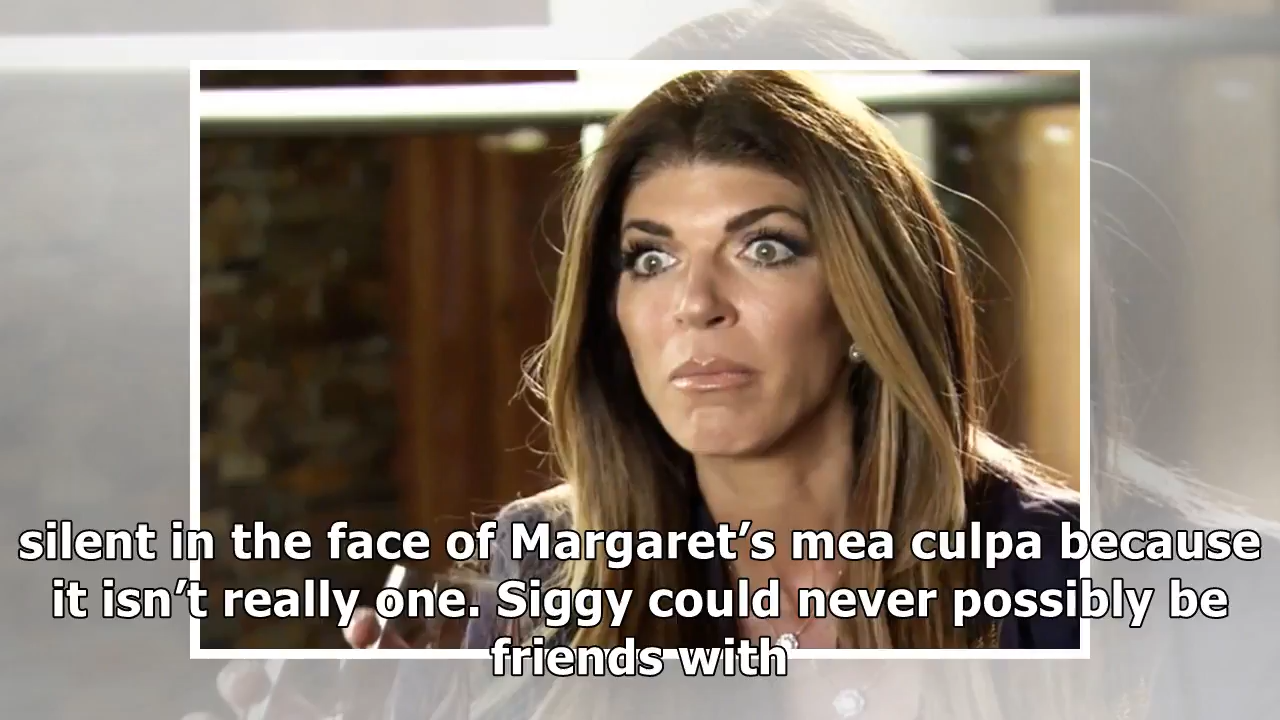 silent in the face of Margaret’s mea culpa because
it isn’t really one. Siggy could never possibly be
friends with